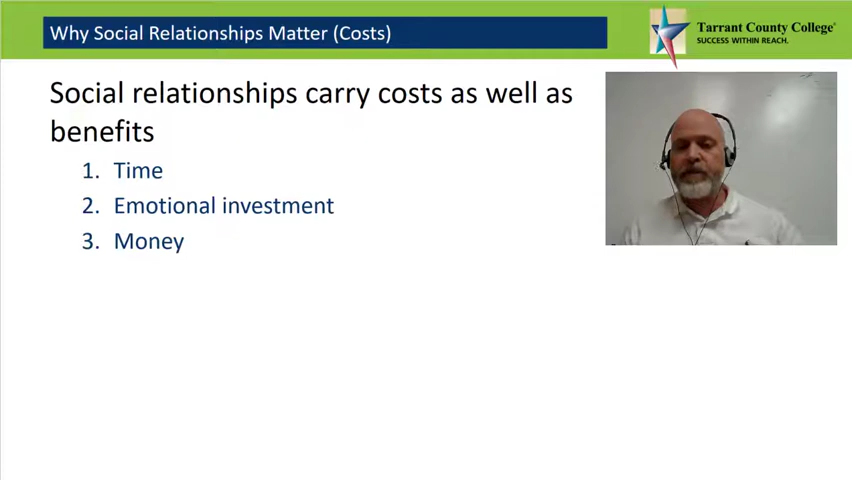 Why Social Relationships Matter (Costs)
Tarrant County College®
SUCCESS WITHIN REACH.
Social relationships carry costs as well as
benefits
1. Time
2. Emotional investment
3. Money